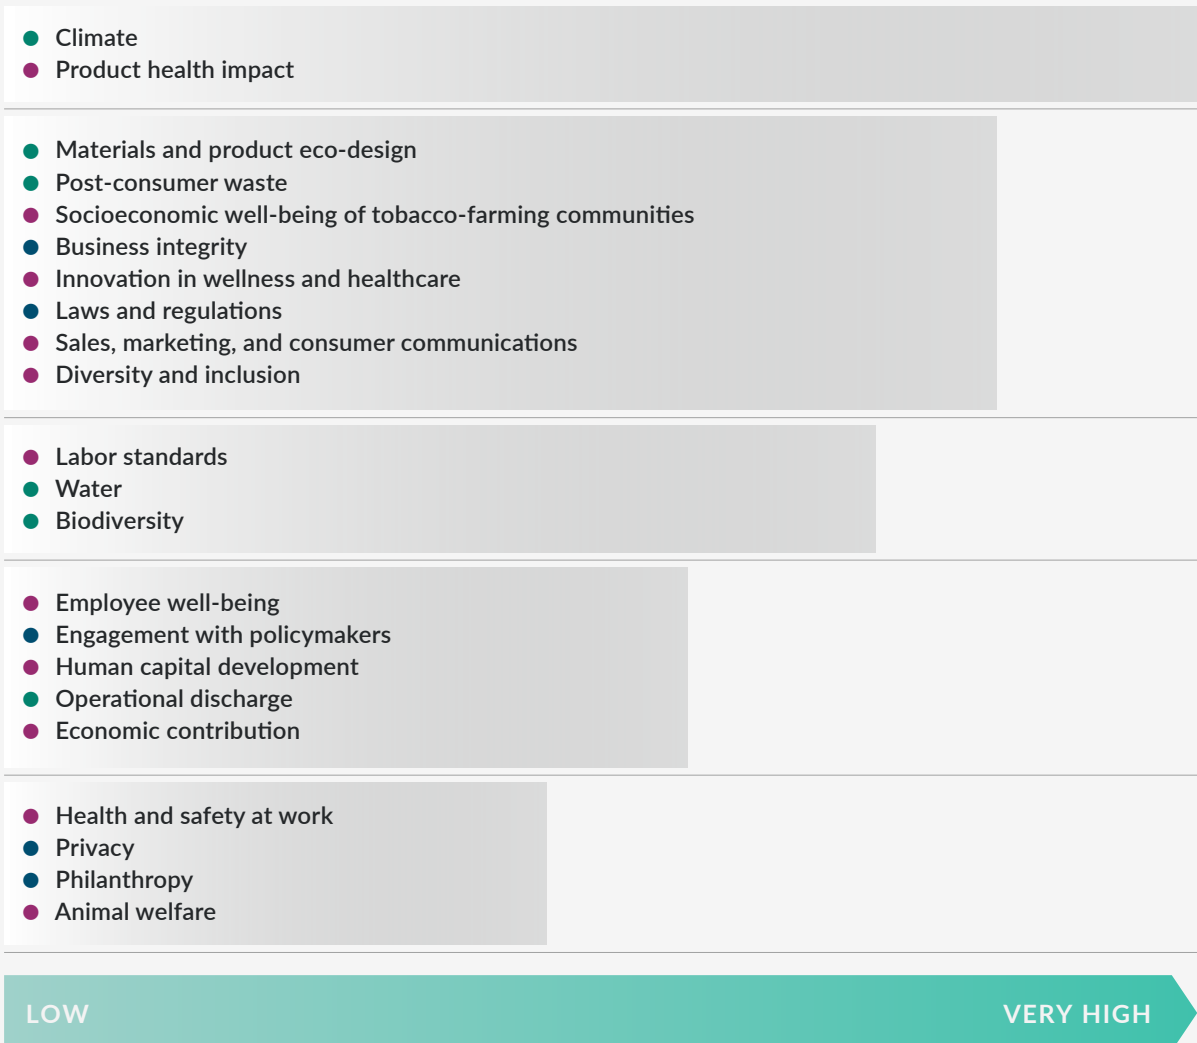 Climate
Product health impact
Materials and product eco-design
Post-consumer waste
Socioeconomic well-being of tobacco-farming communities
Business integrity
Innovation in wellness and healthcare
Laws and regulations
Sales, marketing, and consumer communications
Diversity and inclusion
Labor standards
Water
Biodiversity
Employee well-being
Engagement with policymakers
Human capital development
Operational discharge
Economic contribution
Health and safety at work
Privacy
Philanthropy
Animal welfare
LOW VERY HIGH